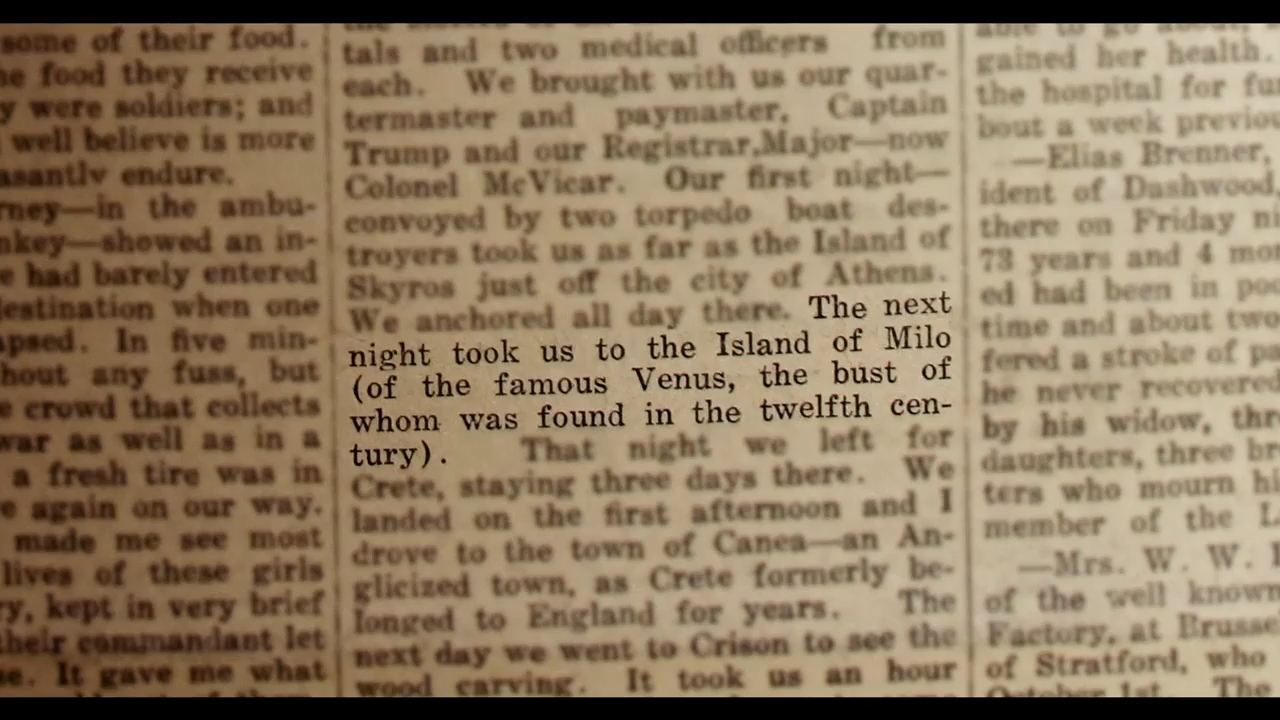 some of their food.
he food they receive
y were soldiers; and
well believe is more
asantly endure.
rney—in the ambu-
nkey—showed an in-
e had barely entered
destination when one
apsed. In five min-
hout any fuss, but
e crowd that collects
war as well as in a
a fresh tire was in
e again on our way.
made me see most
lives of these girls
ry, kept in very brief
their commandant let
se. It gave me what
tals and two medical officers from
each. We brought with us our quar-
termaster and paymaster, Captain
Trump and our Registrar,Major—now
Colonel McVicar. Our first night—
convoyed by two torpedo boat des-
troyers took us as far as the Island of
Skyros just off the city of Athens.
We anchored all day there. The next
night took us to the Island of Milo
(of the famous Venus, the bust of
whom was found in the twelfth cen-
tury). That night we left for
Crete, staying three days there. We
landed on the first afternoon and I
drove to the town of Canea—an An-
glicized town, as Crete formerly be-
longed to England for years. The
next day we went to Crison to see the
wood carving. It took us an hour
able to go about,
gained her health.
the hospital for fu
bout a week previou
—Elias Brenner,
ident of Dashwood
there on Friday ni
73 years and 4 mo
ed had been in poo
time and about two
fered a stroke of pa
he never recovered
by his widow, thr
daughters, three br
ters who mourn hi
member of the L
—Mrs. W. W.
of the well known
Factory, at Brusse
of Stratford, who
October 1st. The